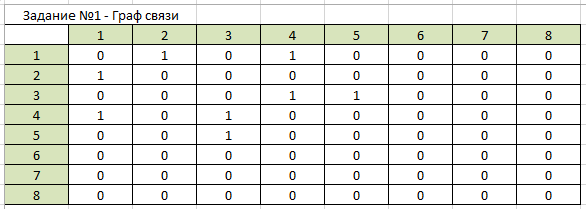 Задание №1 - Граф связи
1 2 3 4 5 6 7 8
1 0 1 0 1 0 0 0 0
2 1 0 0 0 0 0 0 0
3 0 0 0 1 1 0 0 0
4 1 0 1 0 0 0 0 0
5 0 0 1 0 0 0 0 0
6 0 0 0 0 0 0 0 0
7 0 0 0 0 0 0 0 0
8 0 0 0 0 0 0 0 0